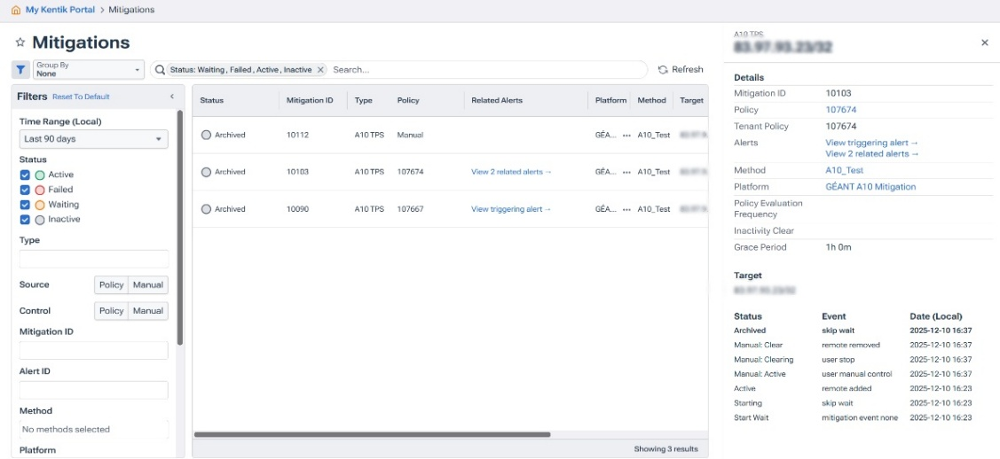 My Kentik Portal > Mitigations
Mitigations
Group By
None
Status: Waiting, Failed, Active, Inactive ×
Search...
Refresh
Filters Reset To Default
Time Range (Local)
Last 90 days
Status
Active
Failed
Waiting
Inactive
Type
Source Policy Manual
Control Policy Manual
Mitigation ID
Alert ID
Method
No methods selected
Platform
Status Mitigation ID Type Policy Related Alerts Platform Method Target
Archived 10112 A10 TPS Manual GÉA... ··· A10_Test
Archived 10103 A10 TPS 107674 View 2 related alerts → GÉA... ··· A10_Test
Archived 10090 A10 TPS 107667 View triggering alert → GÉA... ··· A10_Test
Showing 3 results
A10 TPS
Details
Mitigation ID 10103
Policy 107674
Tenant Policy 107674
Alerts View triggering alert →
View 2 related alerts →
Method A10_Test
Platform GÉANT A10 Mitigation
Policy Evaluation
Frequency
Inactivity Clear
Grace Period 1h 0m
Target
Status Event Date (Local)
Archived skip wait 2025-12-10 16:37
Manual: Clear remote removed 2025-12-10 16:37
Manual: Clearing user stop 2025-12-10 16:37
Manual: Active user manual control 2025-12-10 16:37
Active remote added 2025-12-10 16:23
Starting skip wait 2025-12-10 16:23
Start Wait mitigation event none 2025-12-10 16:23